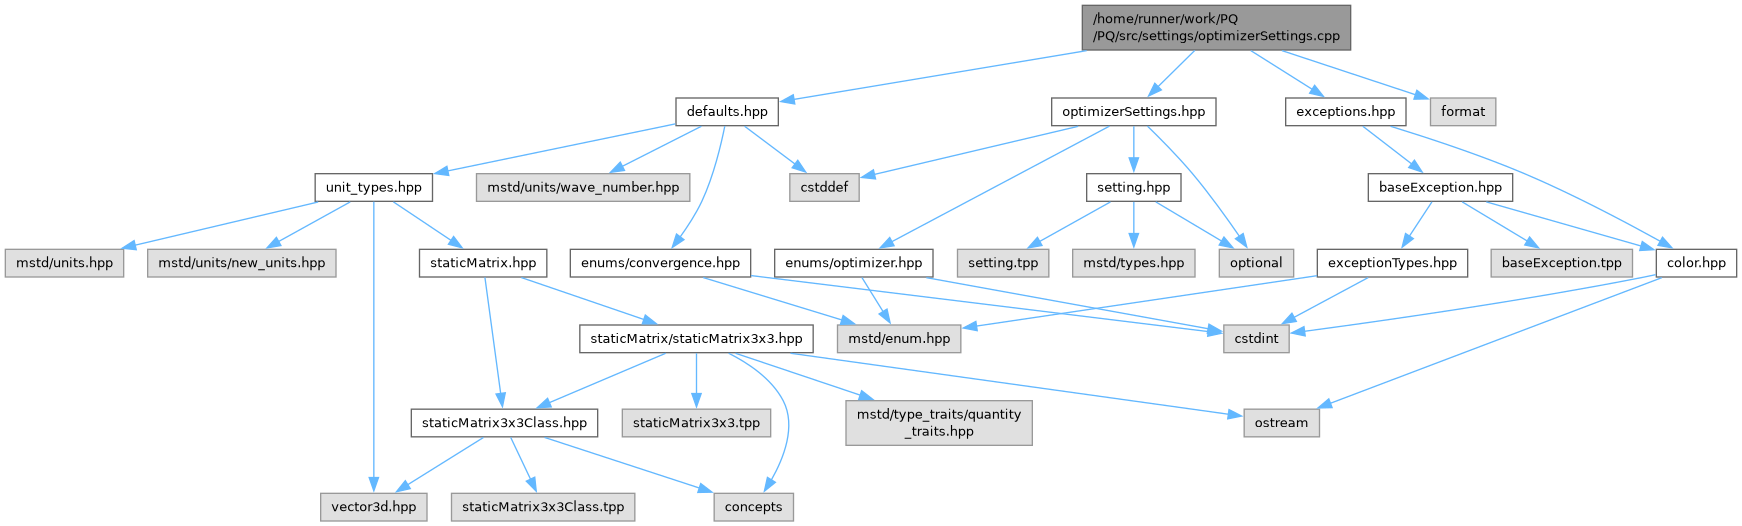 /home/runner/work/PQ
/PQ/src/settings/optimizerSettings.cpp
defaults.hpp
optimizerSettings.hpp
exceptions.hpp
format
unit_types.hpp
mstd/units/wave_number.hpp
cstddef
setting.hpp
baseException.hpp
mstd/units.hpp
mstd/units/new_units.hpp
staticMatrix.hpp
enums/convergence.hpp
enums/optimizer.hpp
setting.tpp
mstd/types.hpp
optional
exceptionTypes.hpp
baseException.tpp
color.hpp
staticMatrix/staticMatrix3x3.hpp
mstd/enum.hpp
cstdint
staticMatrix3x3Class.hpp
staticMatrix3x3.tpp
mstd/type_traits/quantity
_traits.hpp
ostream
vector3d.hpp
staticMatrix3x3Class.tpp
concepts